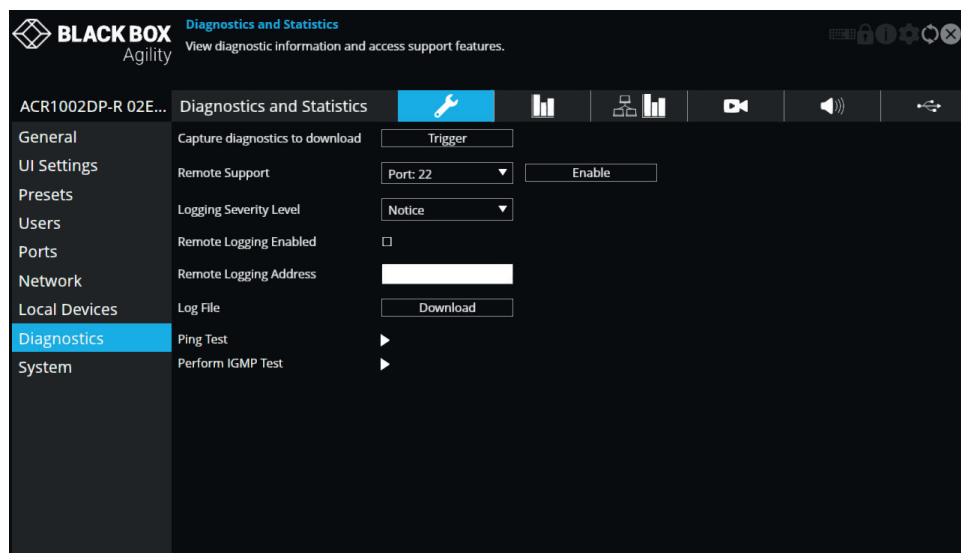 Diagnostics and Statistics
BLACK BOX
Agility
View diagnostic information and access support features.
ACR1002DP-R 02E...
Diagnostics and Statistics
General
UI Settings
Presets
Users
Ports
Network
Local Devices
Diagnostics
System
Capture diagnostics to download
Trigger
Remote Support
Port: 22
Enable
Logging Severity Level
Notice
Remote Logging Enabled
Remote Logging Address
Log File
Download
Ping Test
Perform IGMP Test